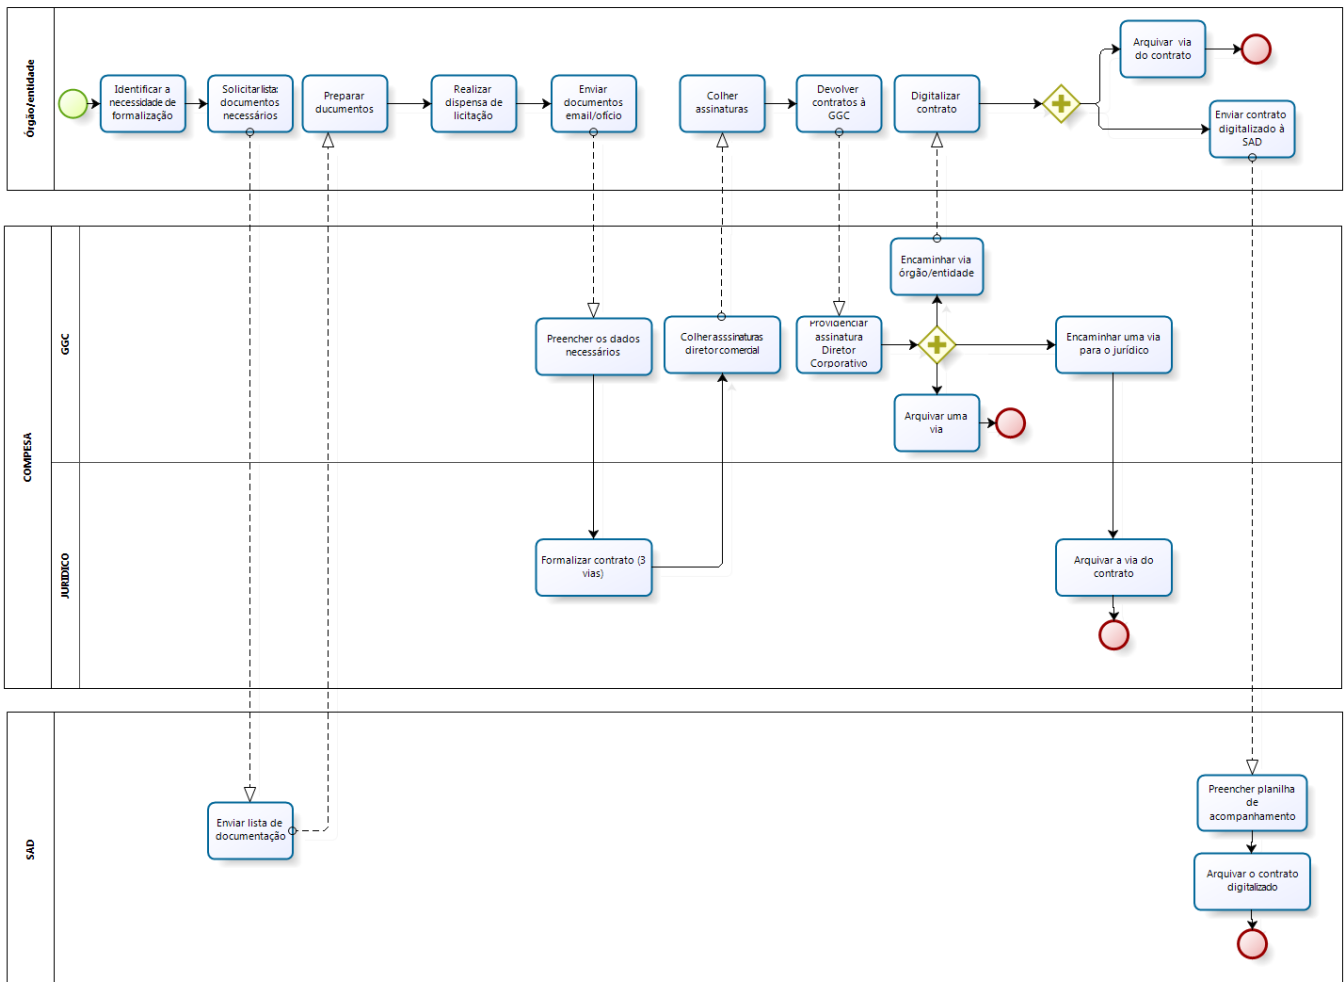 Órgão/entidade
Identificar a
necessidade de
formalização
Solicitar lista:
documentos
necessários
Preparar
ducumentos
Realizar
dispensa de
licitação
Enviar
documentos
email/ofício
Colher
assinaturas
Devolver
contratos à
GGC
Digitalizar
contrato
Arquivar via
do contrato
Enviar contrato
digitalizado à
SAD
COMPESA
GGC
Preencher os dados
necessários
Colher asssinaturas
diretor comercial
Providenciar
assinatura
Diretor
Corporativo
Encaminhar via
órgão/entidade
Arquivar uma
via
Encaminhar uma via
para o jurídico
JURIDICO
Formalizar contrato (3
vias)
Arquivar a via do
contrato
SAD
Enviar lista de
documentação
Preencher planilha
de
acompanhamento
Arquivar o contrato
digitalizado